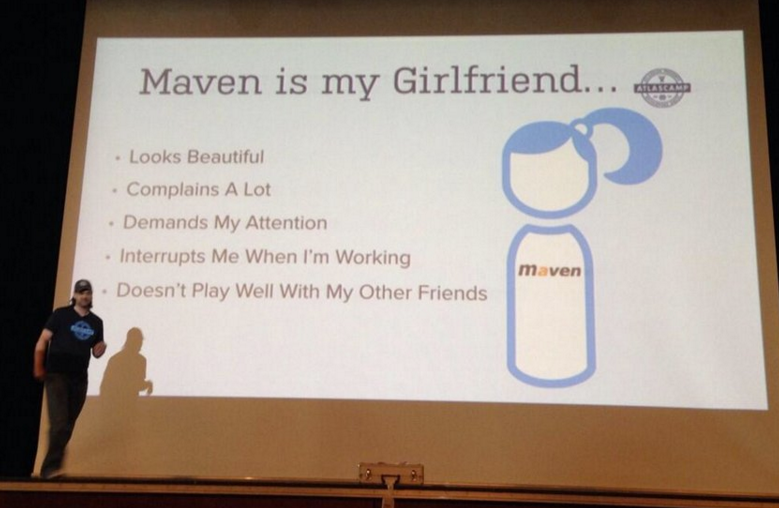 Maven is my Girlfriend...
ATLASCAMP
• Looks Beautiful
• Complains A Lot
• Demands My Attention
• Interrupts Me When I'm Working
• Doesn't Play Well With My Other Friends
maven